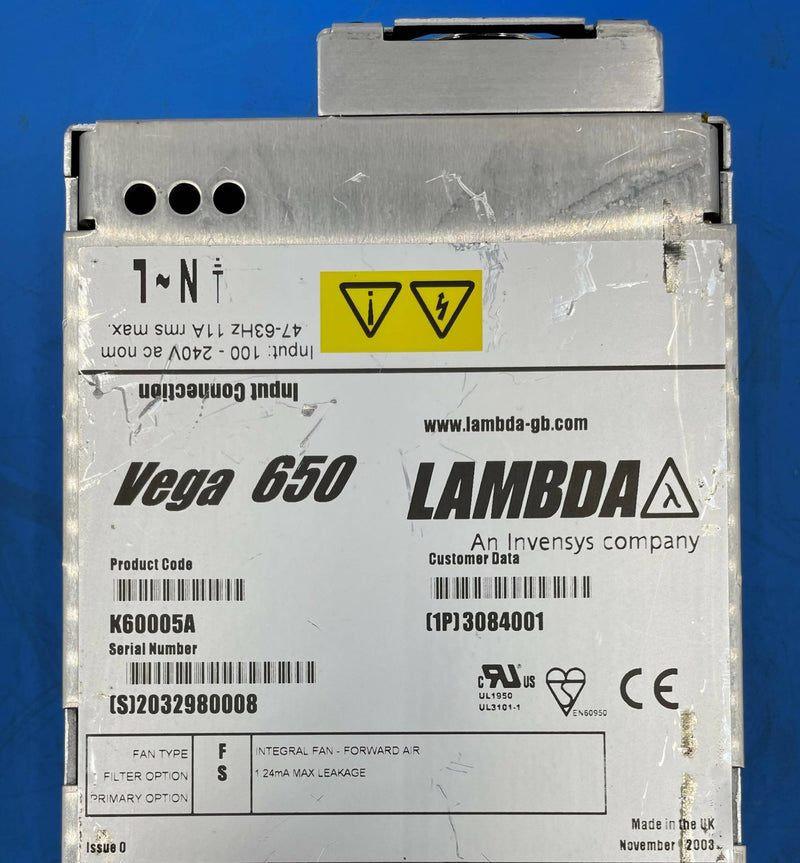 L ~ N
Input: 100 - 240V ac nom
47-63Hz 11A rms max.
Input Connection
www.lambda-gb.com
Vega 650
LAMBDA λ
An Invensys company
Product Code
Customer Data
K60005A
(1P)3084001
Serial Number
(S)2032980008
c RU US
UL1950
UL3101-1
EN60950
CE
FAN TYPE F INTEGRAL FAN - FORWARD AIR
FILTER OPTION S 1 24mA MAX LEAKAGE
PRIMARY OPTION
Made in the UK
Issue 0
November 2003